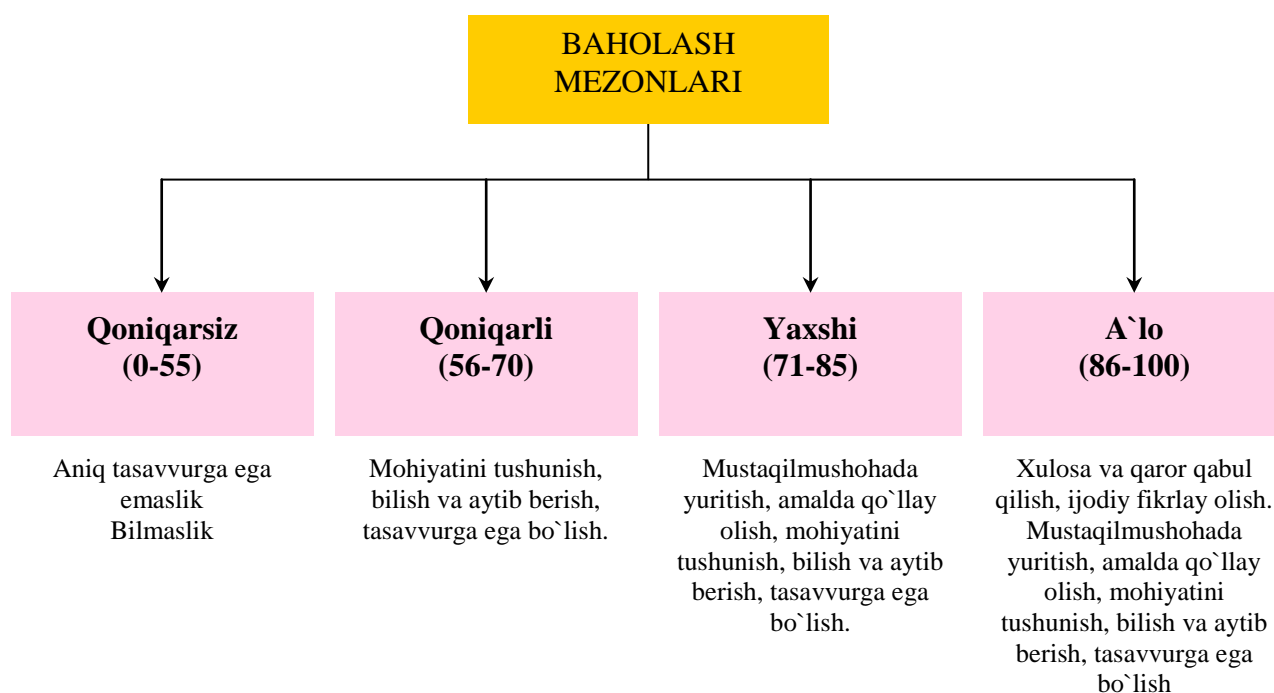 BAHOLASH
MEZONLARI
Qoniqarsiz
(0-55)
Aniq tasavvurga ega
emaslik
Bilmaslik
Qoniqarli
(56-70)
Mohiyatini tushunish,
bilish va aytib berish,
tasavvurga ega bo`lish.
Yaxshi
(71-85)
Mustaqilmushohada
yuritish, amalda qo`llay
olish, mohiyatini
tushunish, bilish va aytib
berish, tasavvurga ega
bo`lish.
A`lo
(86-100)
Xulosa va qaror qabul
qilish, ijodiy fikrlay olish.
Mustaqilmushohada
yuritish, amalda qo`llay
olish, mohiyatini
tushunish, bilish va aytib
berish, tasavvurga ega
bo`lish